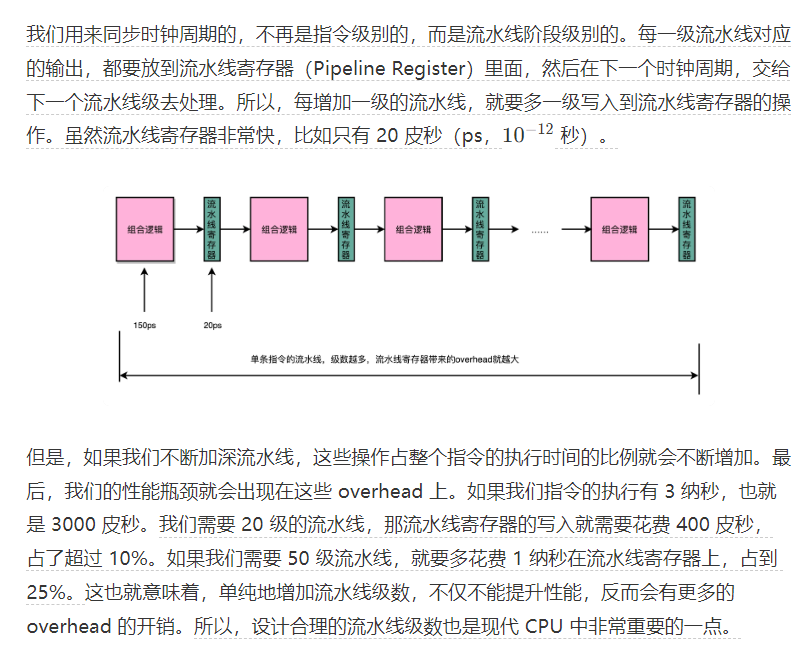 我们用来同步时钟周期的，不再是指令级别的，而是流水线阶段级别的。每一级流水线对应
的输出，都要放到流水线寄存器（Pipeline Register）里面，然后在下一个时钟周期，交给
下一个流水线级去处理。所以，每增加一级的流水线，就要多一级写入到流水线寄存器的操
作。虽然流水线寄存器非常快，比如只有 20 皮秒（ps，10⁻¹² 秒）。
组合逻辑 流水线寄存器 组合逻辑 流水线寄存器 组合逻辑 流水线寄存器 …… 组合逻辑 流水线寄存器
150ps 20ps
单条指令的流水线，级数越多，流水线寄存器带来的overhead就越大
但是，如果我们不断加深流水线，这些操作占整个指令的执行时间的比例就会不断增加。最
后，我们的性能瓶颈就会出现在这些 overhead 上。如果我们指令的执行有 3 纳秒，也就
是 3000 皮秒。我们需要 20 级的流水线，那流水线寄存器的写入就需要花费 400 皮秒，
占了超过 10%。如果我们需要 50 级流水线，就要多花费 1 纳秒在流水线寄存器上，占到
25%。这也就意味着，单纯地增加流水线级数，不仅不能提升性能，反而会有更多的
overhead 的开销。所以，设计合理的流水线级数也是现代 CPU 中非常重要的一点。